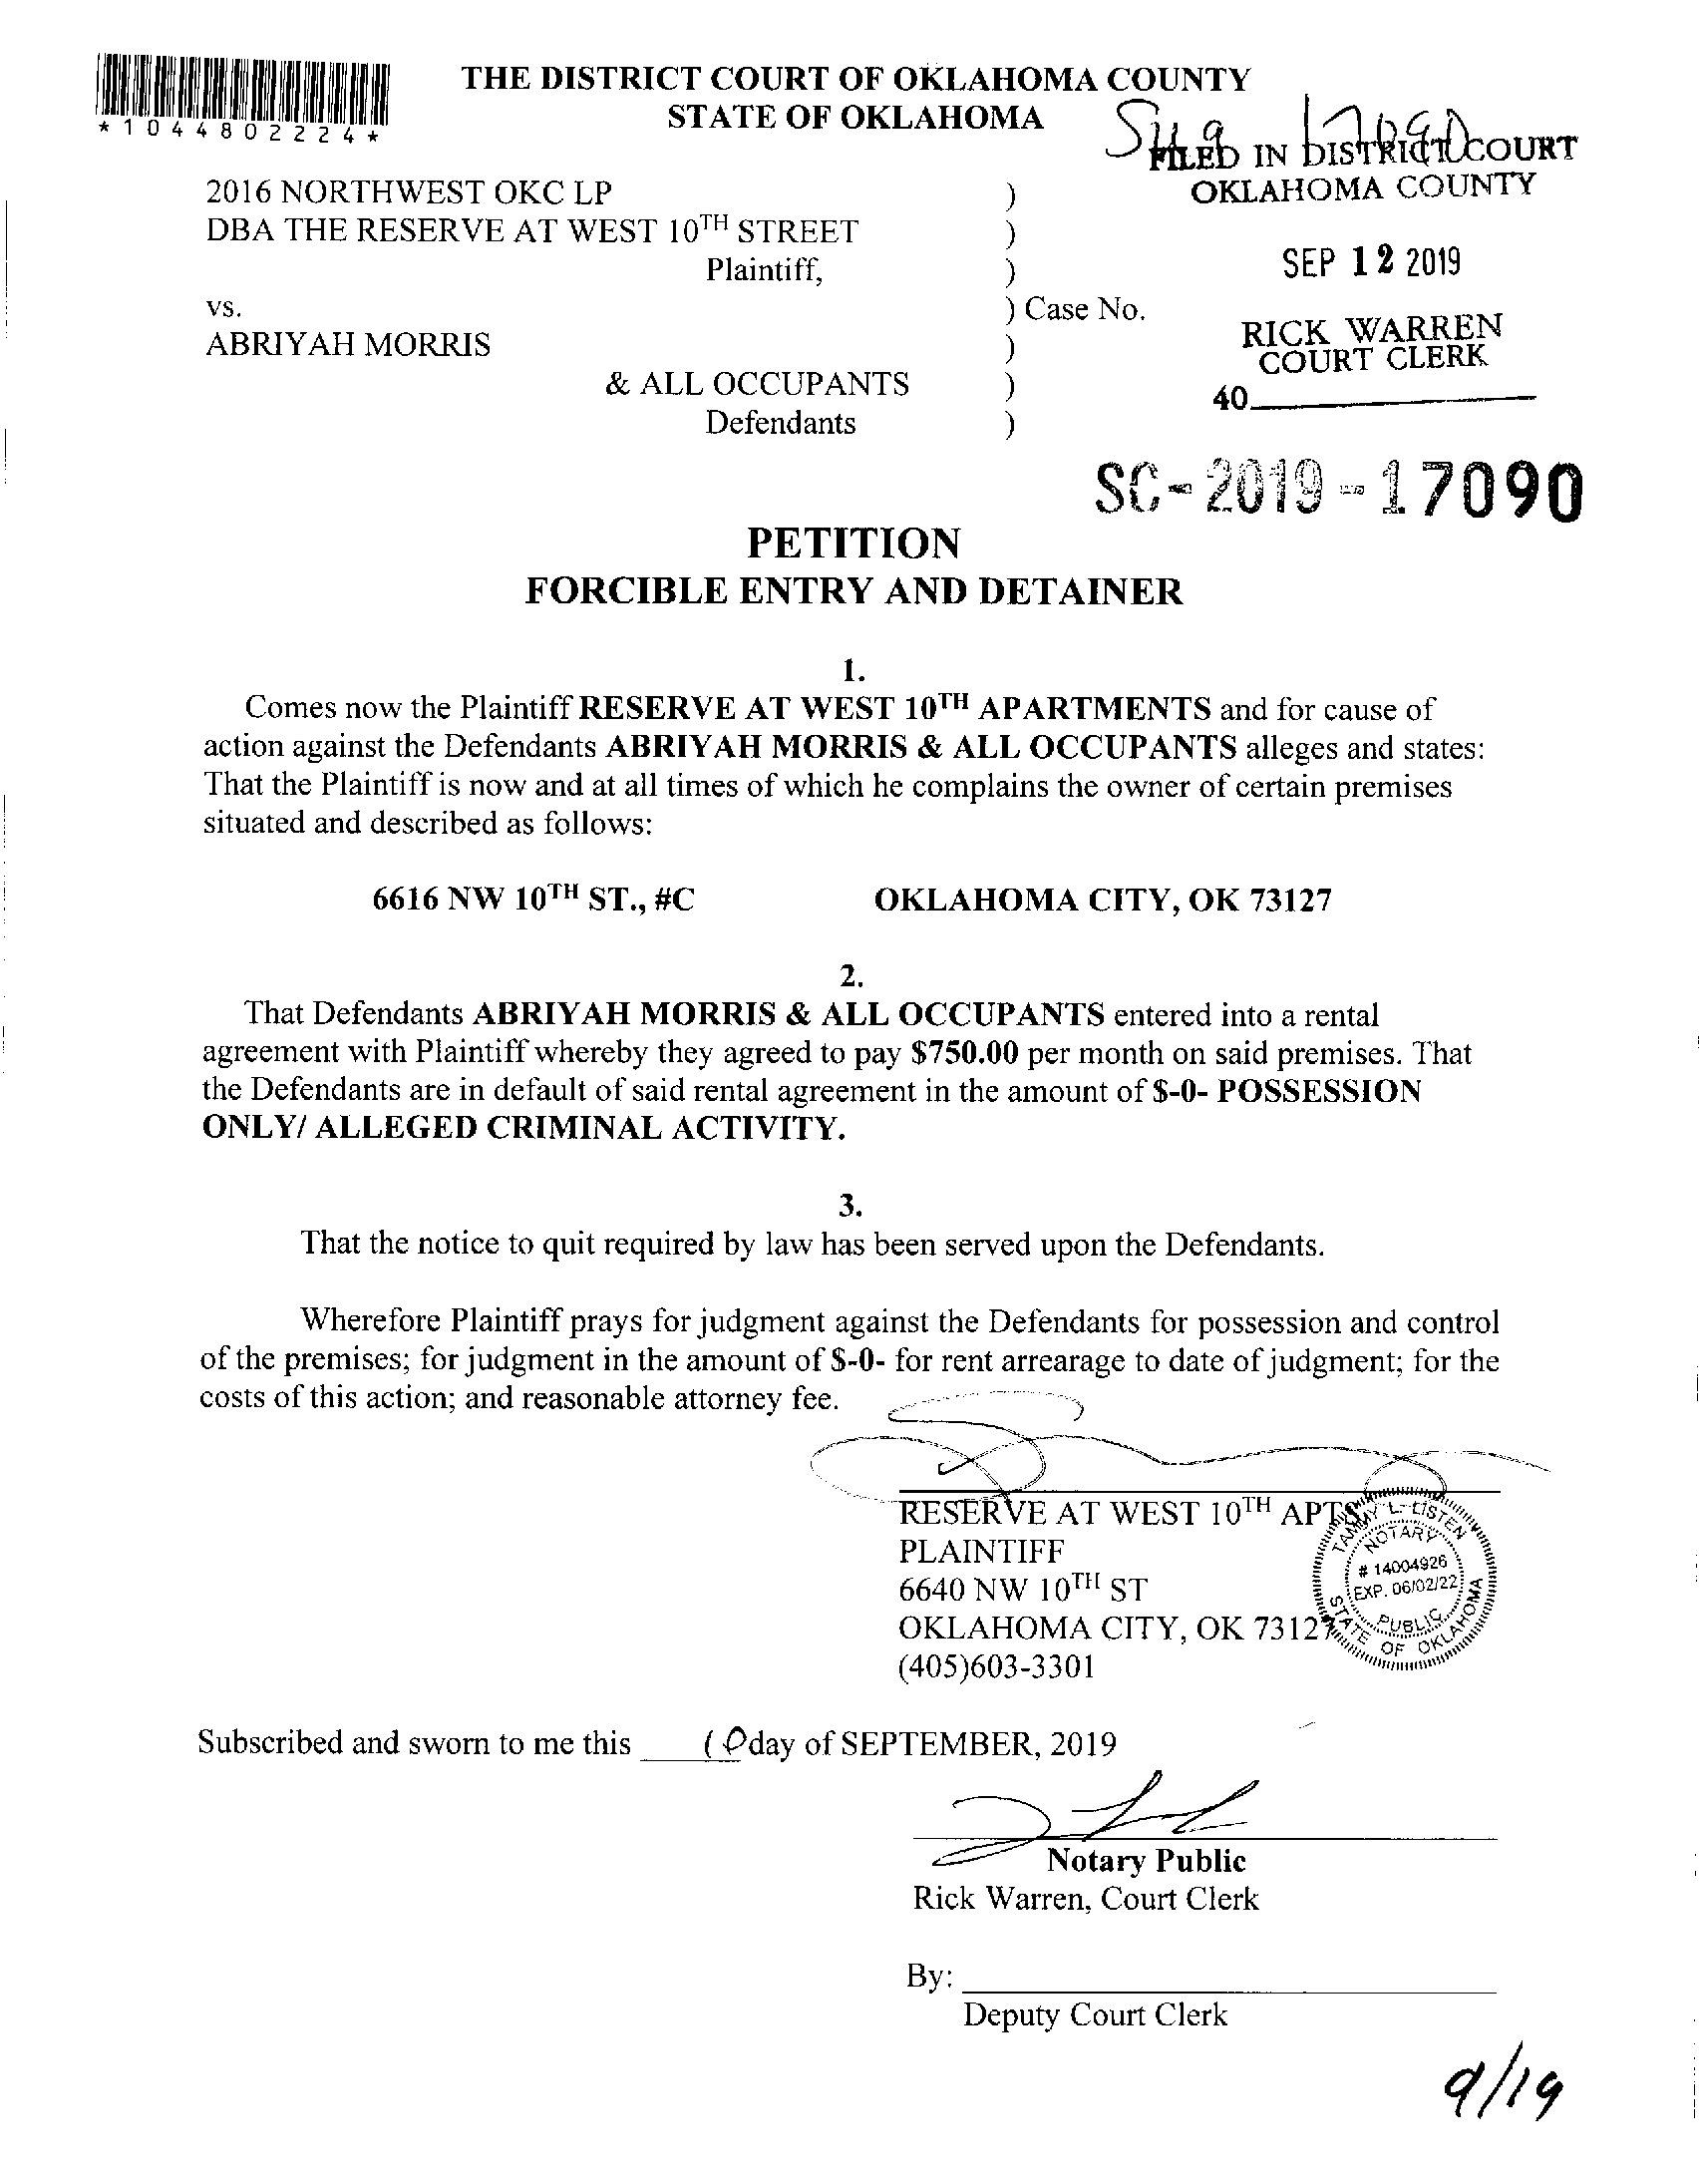 THE DISTRICT COURT OF OKLAHOMA COUNTY
STATE OF OKLAHOMA
*1044802224*
FILED IN DISTRICT COURT
OKLAHOMA COUNTY
2016 NORTHWEST OKC LP )
DBA THE RESERVE AT WEST 10TH STREET )
Plaintiff, )
SEP 12 2019
vs. ) Case No.
ABRIYAH MORRIS )
RICK WARREN
COURT CLERK
& ALL OCCUPANTS )
40
Defendants )
SC-2019-17090
PETITION
FORCIBLE ENTRY AND DETAINER
1.
Comes now the Plaintiff RESERVE AT WEST 10TH APARTMENTS and for cause of
action against the Defendants ABRIYAH MORRIS & ALL OCCUPANTS alleges and states:
That the Plaintiff is now and at all times of which he complains the owner of certain premises
situated and described as follows:
6616 NW 10TH ST., #C OKLAHOMA CITY, OK 73127
2.
That Defendants ABRIYAH MORRIS & ALL OCCUPANTS entered into a rental
agreement with Plaintiff whereby they agreed to pay $750.00 per month on said premises. That
the Defendants are in default of said rental agreement in the amount of $-0- POSSESSION
ONLY/ ALLEGED CRIMINAL ACTIVITY.
3.
That the notice to quit required by law has been served upon the Defendants.
Wherefore Plaintiff prays for judgment against the Defendants for possession and control
of the premises; for judgment in the amount of $-0- for rent arrearage to date of judgment; for the
costs of this action; and reasonable attorney fee.
RESERVE AT WEST 10TH APTS
PLAINTIFF
6640 NW 10TH ST
OKLAHOMA CITY, OK 73127
(405)603-3301
TAMMY L. LISTEN
NOTARY
# 14004926
EXP. 06/02/22
PUBLIC
STATE OF OKLAHOMA
Subscribed and sworn to me this day of SEPTEMBER, 2019
Notary Public
Rick Warren, Court Clerk
By:
Deputy Court Clerk
9/19